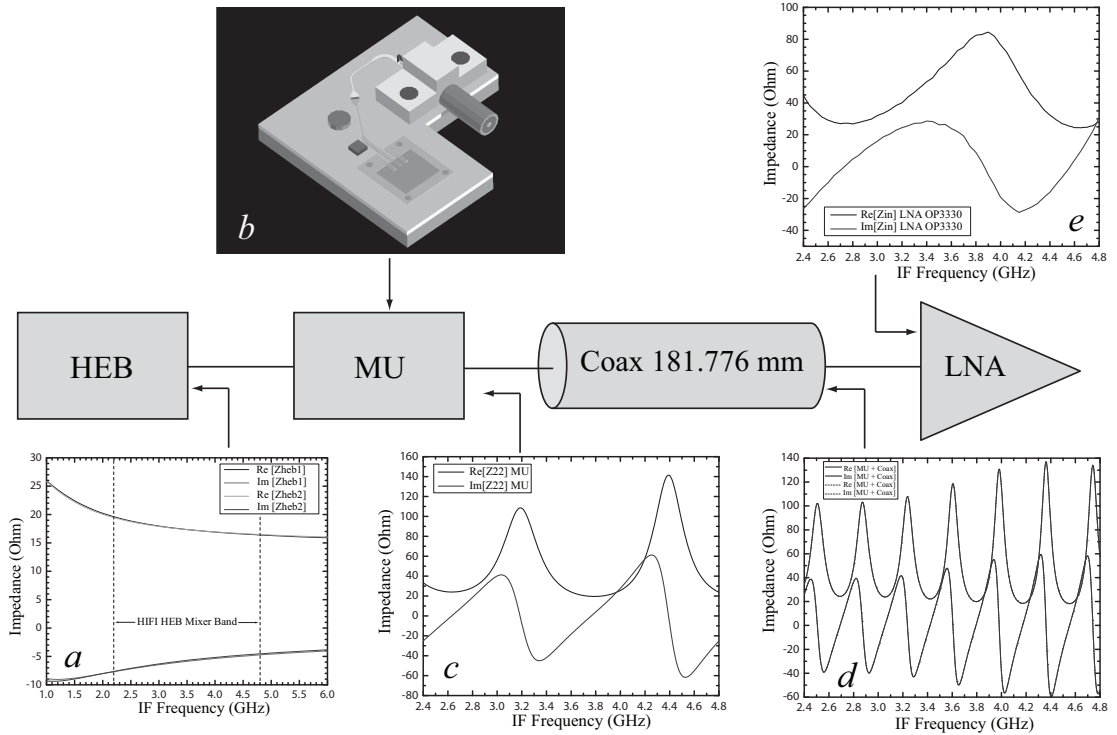 b
100
80
60
40
20
0
-20
-40
Impedance (Ohm)
Re[Zin] LNA OP3330
Im[Zin] LNA OP3330
e
2.4 2.6 2.8 3.0 3.2 3.4 3.6 3.8 4.0 4.2 4.4 4.6 4.8
IF Frequency (GHz)
HEB
MU
Coax 181.776 mm
LNA
30
25
20
15
10
5
0
-5
-10
Impedance (Ohm)
Re [Zheb1]
Im [Zheb1]
Re [Zheb2]
Im [Zheb2]
HIFI HEB Mixer Band
a
1.0 1.5 2.0 2.5 3.0 3.5 4.0 4.5 5.0 5.5 6.0
IF Frequency (GHz)
160
140
120
100
80
60
40
20
0
-20
-40
-60
-80
Impedance (Ohm)
Re[Z22] MU
Im[Z22] MU
c
2.4 2.6 2.8 3.0 3.2 3.4 3.6 3.8 4.0 4.2 4.4 4.6 4.8
IF Frequency (GHz)
140
120
100
80
60
40
20
0
-20
-40
-60
Impedance (Ohm)
Re [MU + Coax]
Im [MU + Coax]
Re [MU + Coax]
Im [MU + Coax]
d
2.4 2.6 2.8 3.0 3.2 3.4 3.6 3.8 4.0 4.2 4.4 4.6 4.8
IF Frequency (GHz)